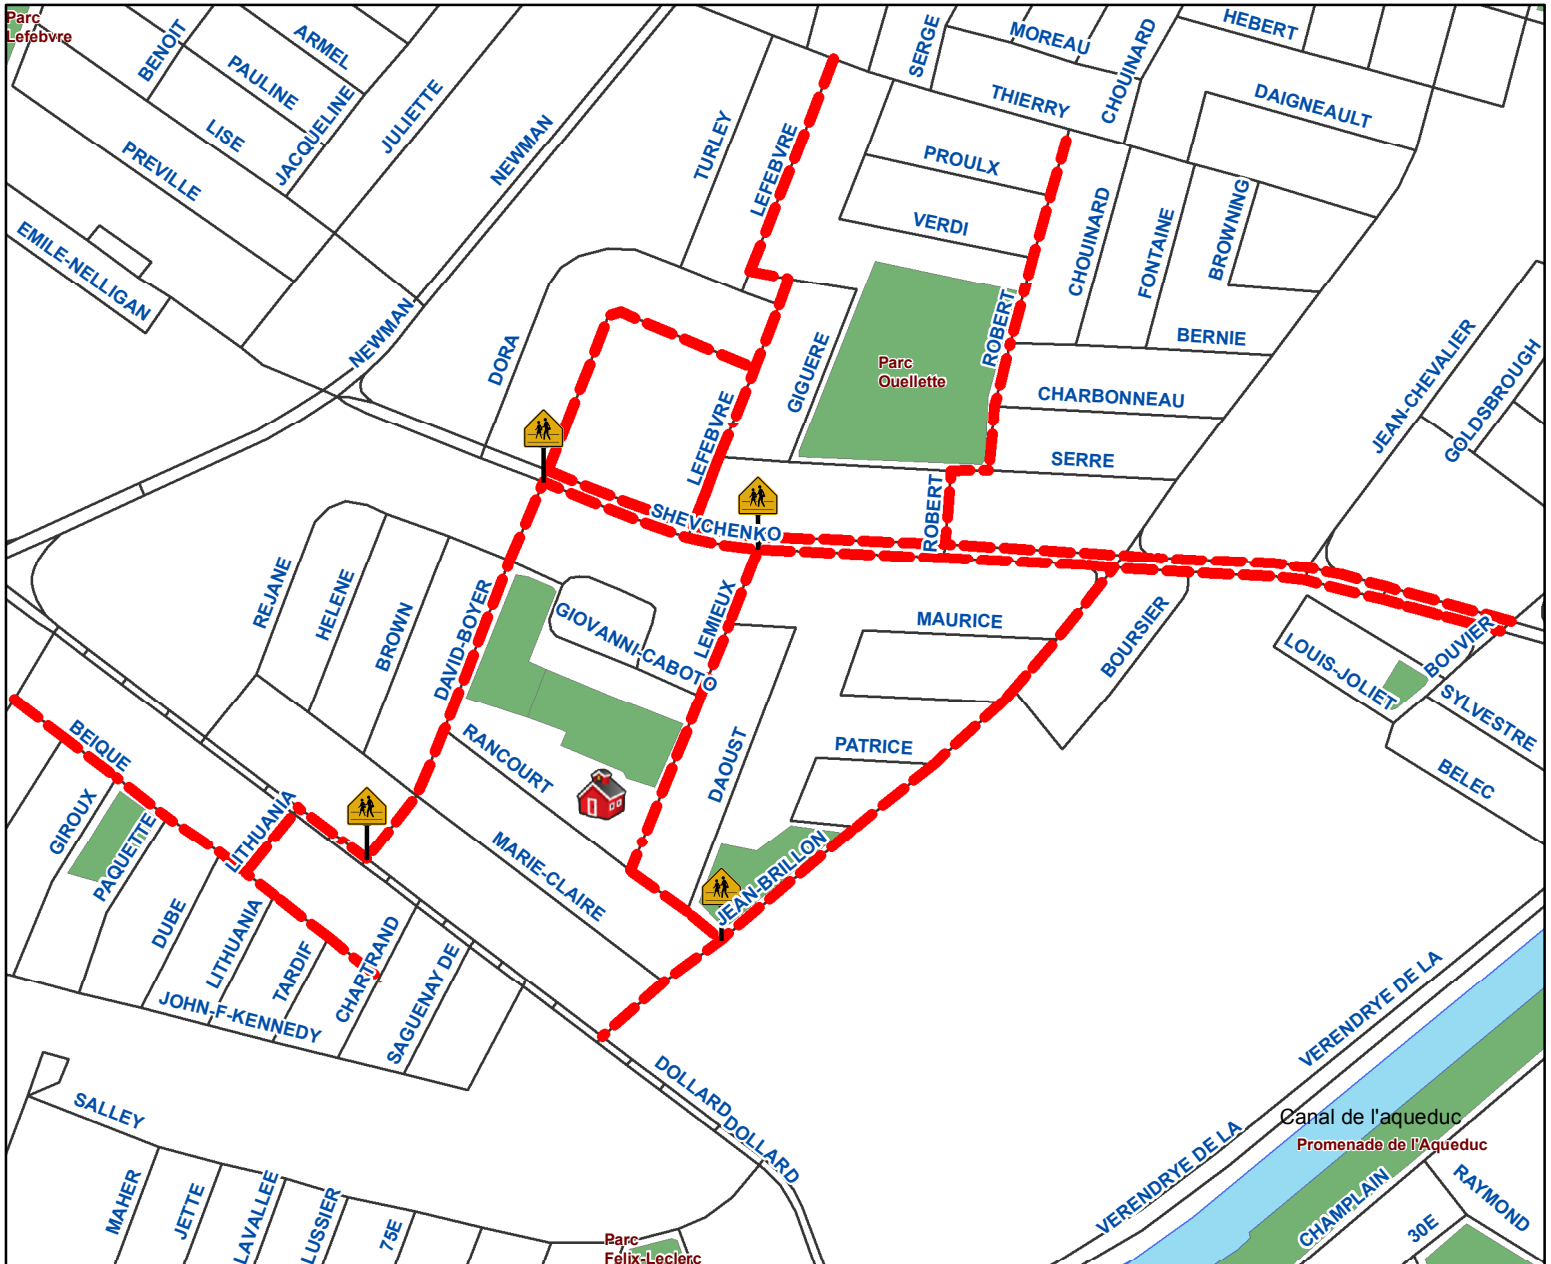 Parc
Lefebvre
BENOIT
ARMEL
PAULINE
LISE
JACQUELINE
JULIETTE
PREVILLE
EMILE-NELLIGAN
NEWMAN
NEWMAN
TURLEY
LEFEBVRE
SERGE
MOREAU
CHOUINARD
HEBERT
THIERRY
DAIGNEAULT
PROULX
VERDI
CHOUINARD
FONTAINE
BROWNING
ROBERT
BERNIE
DORA
GIGUERE
Parc
Ouellette
CHARBONNEAU
JEAN-CHEVALIER
GOLDSBROUGH
LEFEBVRE
SERRE
ROBERT
SHEVCHENKO
REJANE
HELENE
BROWN
DAVID-BOYER
GIOVANNI-CABOTO
LEMIEUX
MAURICE
BOURSIER
LOUIS-JOLIET
BOUVIER
SYLVESTRE
BELEC
BEIQUE
RANCOURT
DAOUST
PATRICE
GIROUX
PAQUETTE
LITHUANIA
MARIE-CLAIRE
JEAN-BRILLON
DUBE
LITHUANIA
TARDIF
CHARTRAND
SAGUENAY DE
JOHN-F-KENNEDY
VERENDRYE DE LA
SALLEY
DOLLARD
DOLLARD
Canal de l'aqueduc
Promenade de l'Aqueduc
VERENDRYE DE LA
CHAMPLAIN
RAYMOND
30E
MAHER
JETTE
LAVALLEE
LUSSIER
75E
Parc
Felix-Leclerc